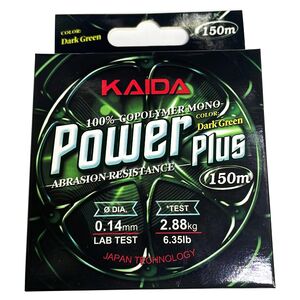 COLOR:
Dark Green
150m
KAIDA
100% COPOLYMER MONO
COLOR:
Dark Green
Power Plus
ABRASION RESISTANCE
150m
Ø DIA.
0.14mm
LAB TEST
*TEST
2.88kg
6.35lb
JAPAN TECHNOLOGY